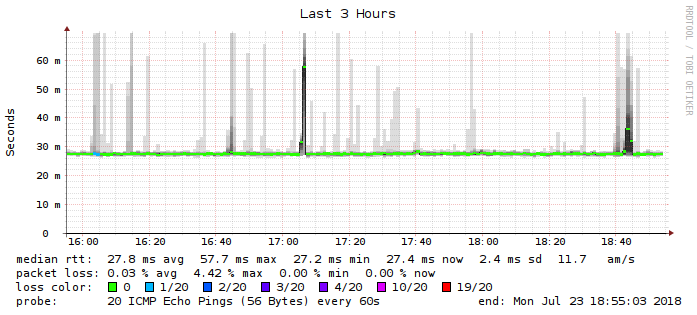 Last 3 Hours
RRDTOOL / TOBI OETIKER
Seconds
60 m
50 m
40 m
30 m
20 m
10 m
0
16:00 16:20 16:40 17:00 17:20 17:40 18:00 18:20 18:40
median rtt: 27.8 ms avg 57.7 ms max 27.2 ms min 27.4 ms now 2.4 ms sd 11.7 am/s
packet loss: 0.03 % avg 4.42 % max 0.00 % min 0.00 % now
loss color: 0 1/20 2/20 3/20 4/20 10/20 19/20
probe: 20 ICMP Echo Pings (56 Bytes) every 60s end: Mon Jul 23 18:55:03 2018